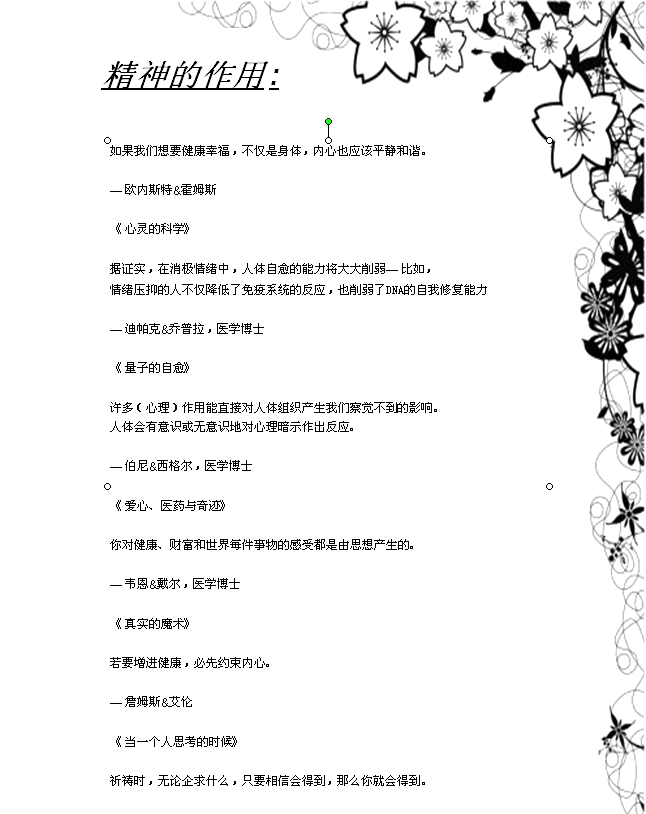 精神的作用:
如果我们想要健康幸福，不仅是身体，内心也应该平静和谐。
— 欧内斯特&霍姆斯
《 心灵的科学》
据证实，在消极情绪中，人体自愈的能力将大大削弱— 比如，
情绪压抑的人不仅降低了免疫系统的反应，也削弱了DNA的自我修复能力
— 迪帕克&乔普拉，医学博士
《 量子的自愈》
许多（ 心理 ）作用能直接对人体组织产生我们察觉不到的影响。
人体会有意识或无意识地对心理暗示作出反应。
— 伯尼&西格尔，医学博士
《 爱心、医药与奇迹》
你对健康、财富和世界每件事物的感受都是由思想产生的。
— 韦恩&戴尔，医学博士
《 真实的魔术》
若要增进健康，必先约束内心。
— 詹姆斯&艾伦
《 当一个人思考的时候》
祈祷时，无论企求什么，只要相信会得到，那么你就会得到。